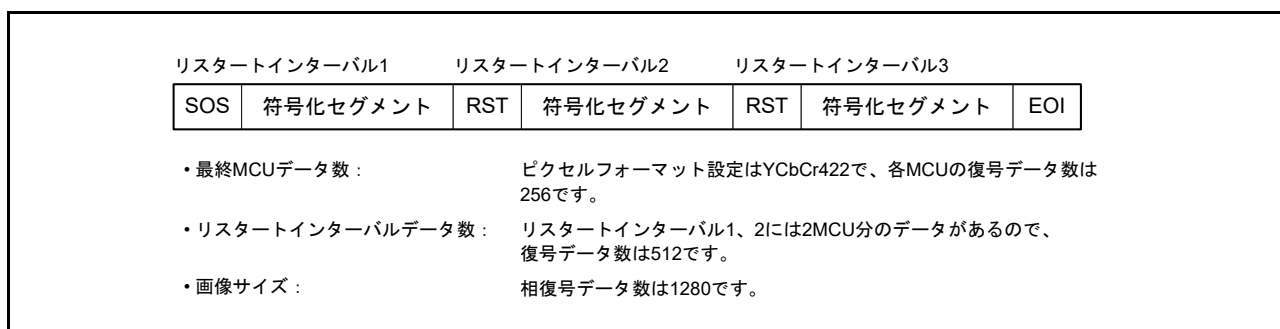 リスタートインターバル1 リスタートインターバル2 リスタートインターバル3
SOS 符号化セグメント RST 符号化セグメント RST 符号化セグメント EOI
• 最終MCUデータ数： ピクセルフォーマット設定はYCbCr422で、各MCUの復号データ数は
256です。
• リスタートインターバルデータ数： リスタートインターバル1、2には2MCU分のデータがあるので、
復号データ数は512です。
• 画像サイズ： 相復号データ数は1280です。